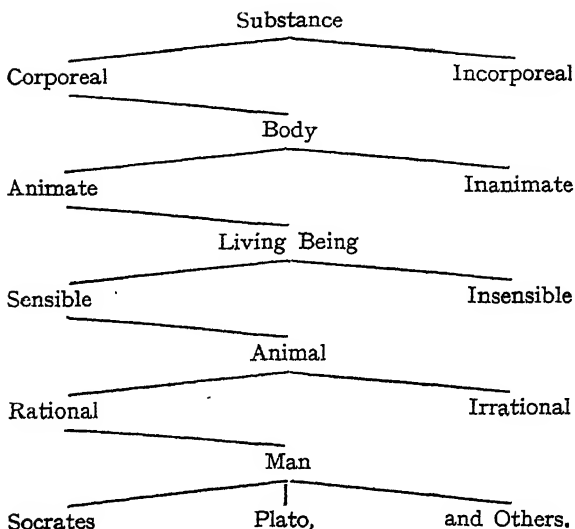 Substance
Corporeal Incorporeal
Body
Animate Inanimate
Living Being
Sensible Insensible
Animal
Rational Irrational
Man
Socrates Plato, and Others,